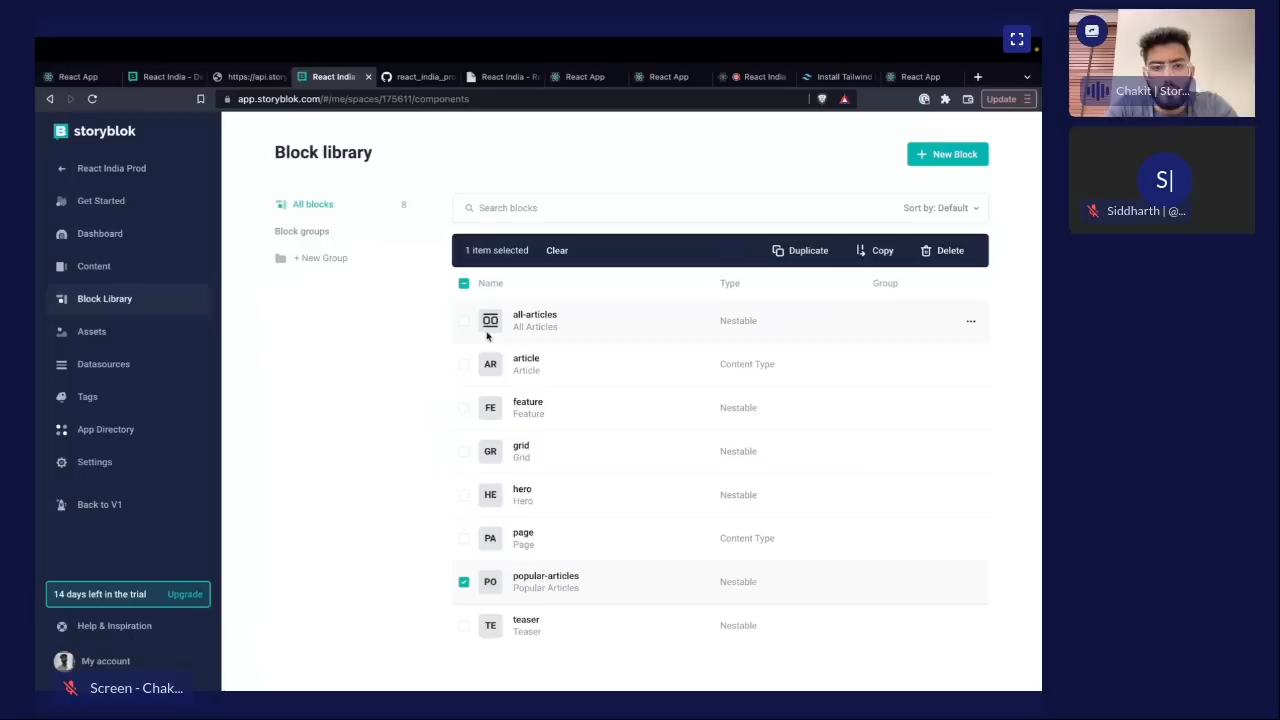 React App
React India - De
https://api.story
React India
react_india_pro
React India - Ru
React App
React App
React India
Install Tailwind
React App
app.storyblok.com/#/me/spaces/175611/components
Update
storyblok
React India Prod
Get Started
Dashboard
Content
Block Library
Assets
Datasources
Tags
App Directory
Settings
Back to V1
14 days left in the trial
Upgrade
Help & Inspiration
My account
Screen - Chak...
Block library
New Block
All blocks
8
Block groups
+ New Group
Search blocks
Sort by: Default
1 item selected
Clear
Duplicate
Copy
Delete
Name
Type
Group
all-articles
All Articles
Nestable
AR
article
Article
Content Type
FE
feature
Feature
Nestable
GR
grid
Grid
Nestable
HE
hero
Hero
Nestable
PA
page
Page
Content Type
PO
popular-articles
Popular Articles
Nestable
TE
teaser
Teaser
Nestable
Chakit | Stor...
S|
Siddharth | @...